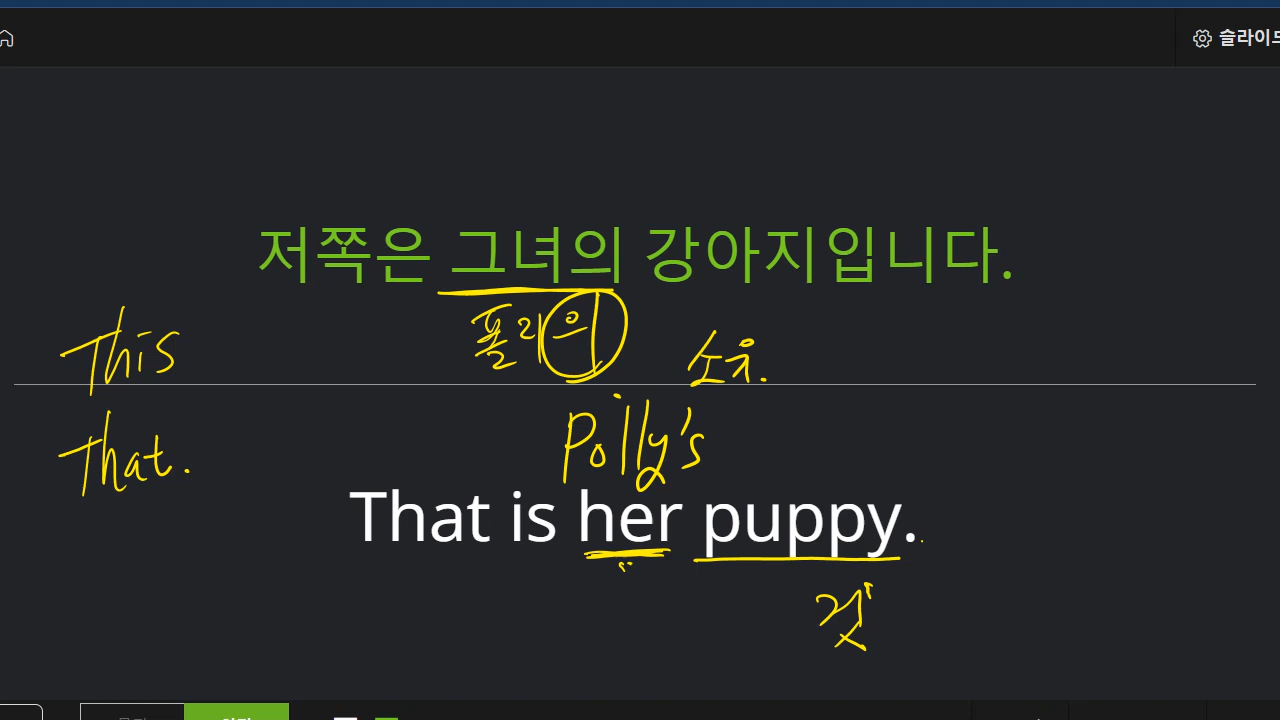 슬라이드
저쪽은 그녀의 강아지입니다.
This
폴리의
소유.
That.
Polly's
That is her puppy.
것